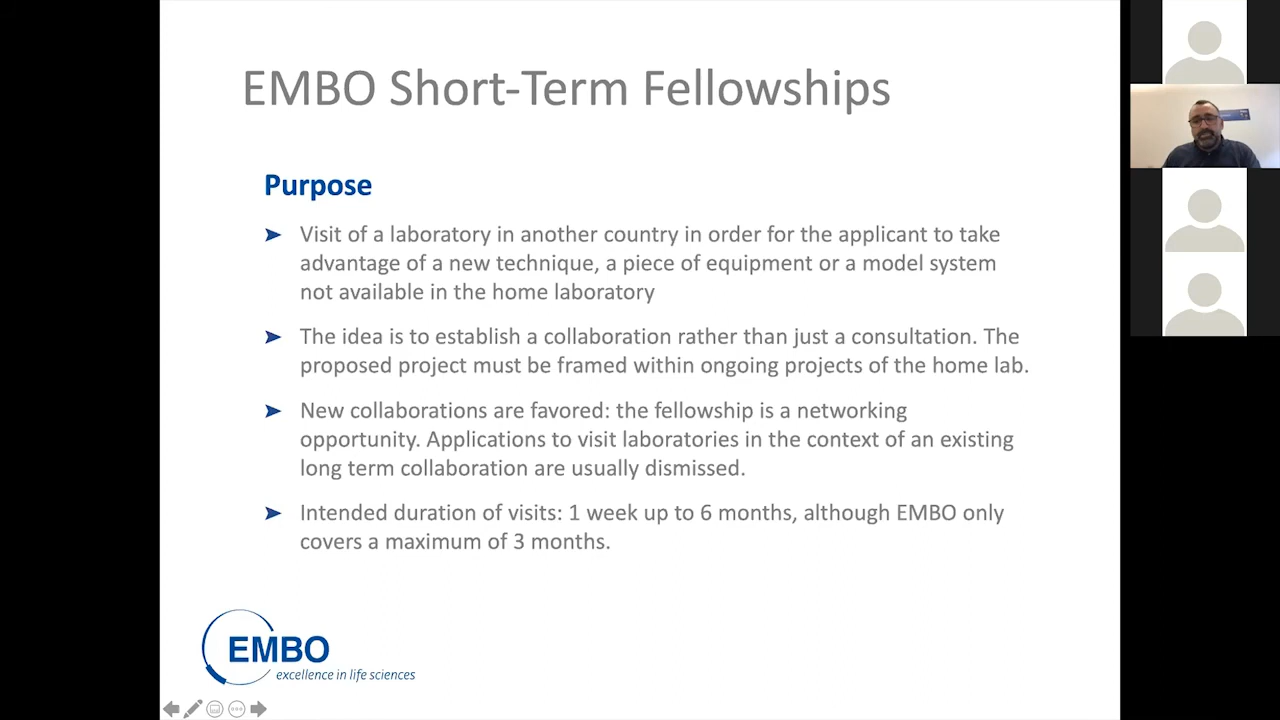 EMBO Short-Term Fellowships
Purpose
➤ Visit of a laboratory in another country in order for the applicant to take
advantage of a new technique, a piece of equipment or a model system
not available in the home laboratory
➤ The idea is to establish a collaboration rather than just a consultation. The
proposed project must be framed within ongoing projects of the home lab.
➤ New collaborations are favored: the fellowship is a networking
opportunity. Applications to visit laboratories in the context of an existing
long term collaboration are usually dismissed.
➤ Intended duration of visits: 1 week up to 6 months, although EMBO only
covers a maximum of 3 months.
EMBO
excellence in life sciences